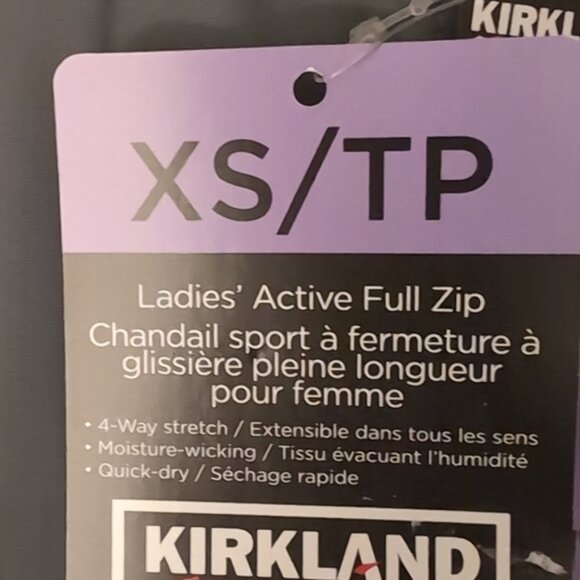 KIRKL
XS/TP
Ladies' Active Full Zip
Chandail sport à fermeture à
glissière pleine longueur
pour femme
• 4-Way stretch / Extensible dans tous les sens
• Moisture-wicking / Tissu évacuant l'humidité
• Quick-dry / Séchage rapide
KIRKLAND